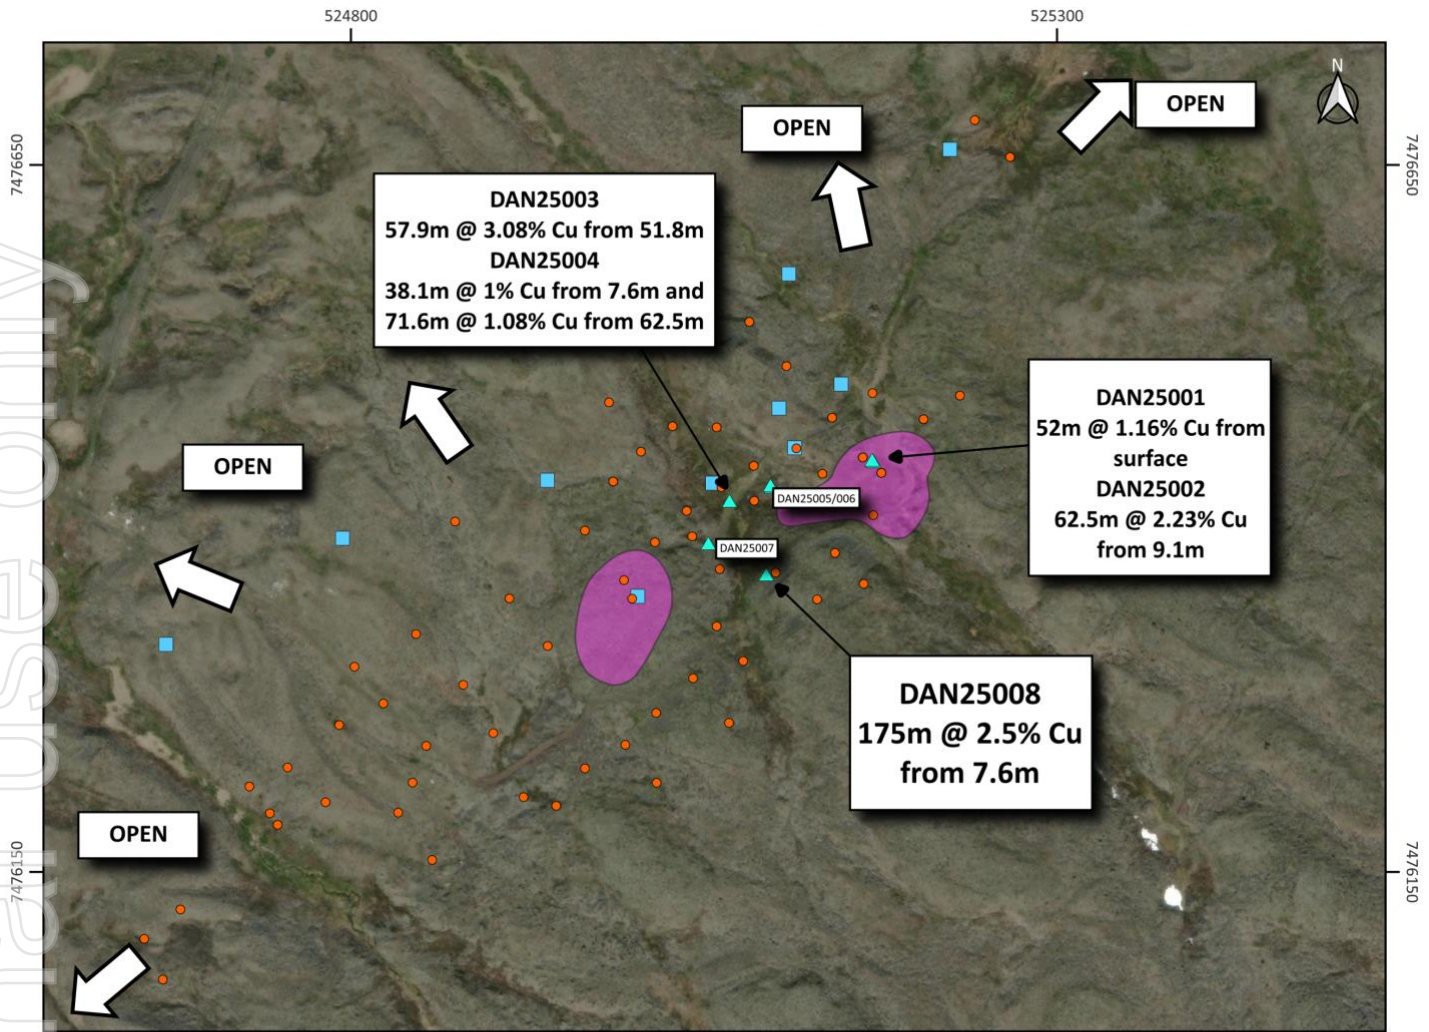 524800
525300
7476650
7476650
N
OPEN
OPEN
DAN25003
57.9m @ 3.08% Cu from 51.8m
DAN25004
38.1m @ 1% Cu from 7.6m and
71.6m @ 1.08% Cu from 62.5m
DAN25001
52m @ 1.16% Cu from
surface
DAN25002
62.5m @ 2.23% Cu
from 9.1m
OPEN
DAN25005/006
DAN25007
DAN25008
175m @ 2.5% Cu
from 7.6m
OPEN
7476150
7476150
use only